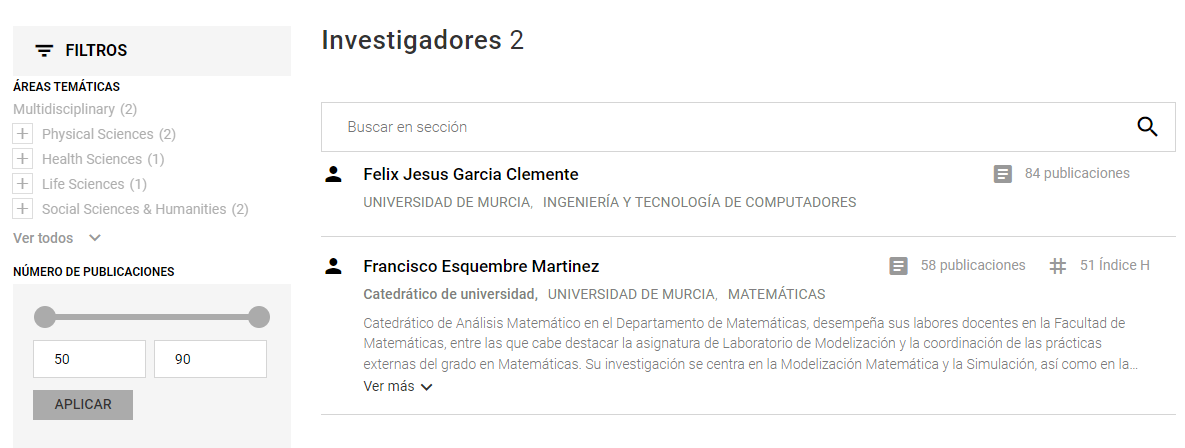 FILTROS
ÁREAS TEMÁTICAS
Multidisciplinary (2)
Physical Sciences (2)
Health Sciences (1)
Life Sciences (1)
Social Sciences & Humanities (2)
Ver todos
NÚMERO DE PUBLICACIONES
50 90
APLICAR
Investigadores 2
Buscar en sección
Felix Jesus Garcia Clemente 84 publicaciones
UNIVERSIDAD DE MURCIA, INGENIERÍA Y TECNOLOGÍA DE COMPUTADORES
Francisco Esquembre Martinez 58 publicaciones 51 Índice H
Catedrático de universidad, UNIVERSIDAD DE MURCIA, MATEMÁTICAS
Catedrático de Análisis Matemático en el Departamento de Matemáticas, desempeña sus labores docentes en la Facultad de
Matemáticas, entre las que cabe destacar la asignatura de Laboratorio de Modelización y la coordinación de las prácticas
externas del grado en Matemáticas. Su investigación se centra en la Modelización Matemática y la Simulación, así como en la...
Ver más